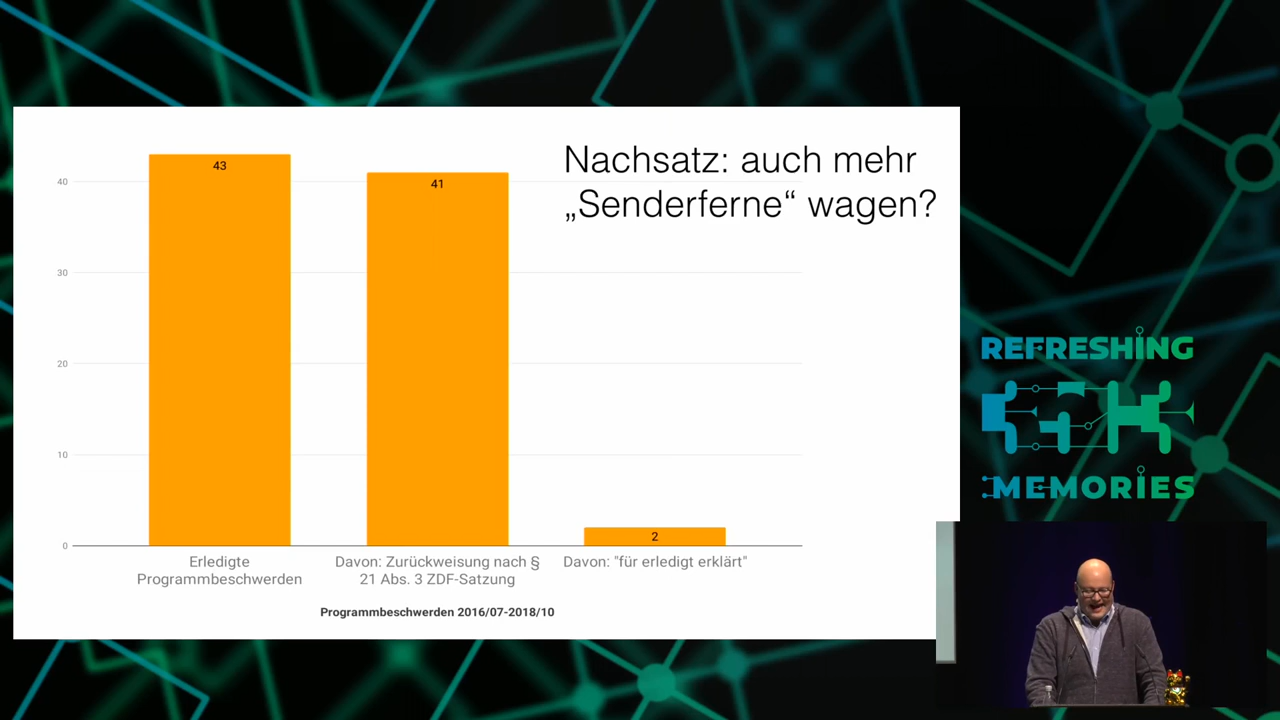 Nachsatz: auch mehr
„Senderferne“ wagen?
43
41
2
40
30
20
10
0
Erledigte
Programmbeschwerden
Davon: Zurückweisung nach §
21 Abs. 3 ZDF-Satzung
Davon: "für erledigt erklärt"
Programmbeschwerden 2016/07-2018/10
REFRESHING
MEMORIES